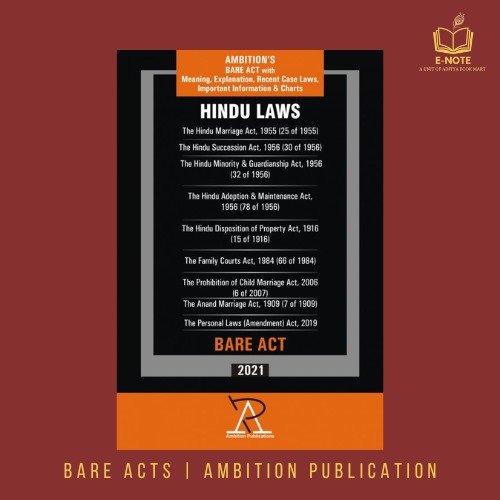 E-NOTE
A UNIT OF ADITYA BOOK MART
AMBITION'S
BARE ACT with
Meaning, Explanation, Recent Case Laws,
Important Information & Charts
HINDU LAWS
The Hindu Marriage Act, 1955 (25 of 1955)
The Hindu Succession Act, 1956 (30 of 1956)
The Hindu Minority & Guardianship Act, 1956
(32 of 1956)
The Hindu Adoption & Maintenance Act,
1956 (78 of 1956)
The Hindu Disposition of Property Act, 1916
(15 of 1916)
The Family Courts Act, 1984 (66 of 1984)
The Prohibition of Child Marriage Act, 2006
(6 of 2007)
The Anand Marriage Act, 1909 (7 of 1909)
The Personal Laws (Amendment) Act, 2019
BARE ACT
2021
Ambition Publications
BARE ACTS | AMBITION PUBLICATION